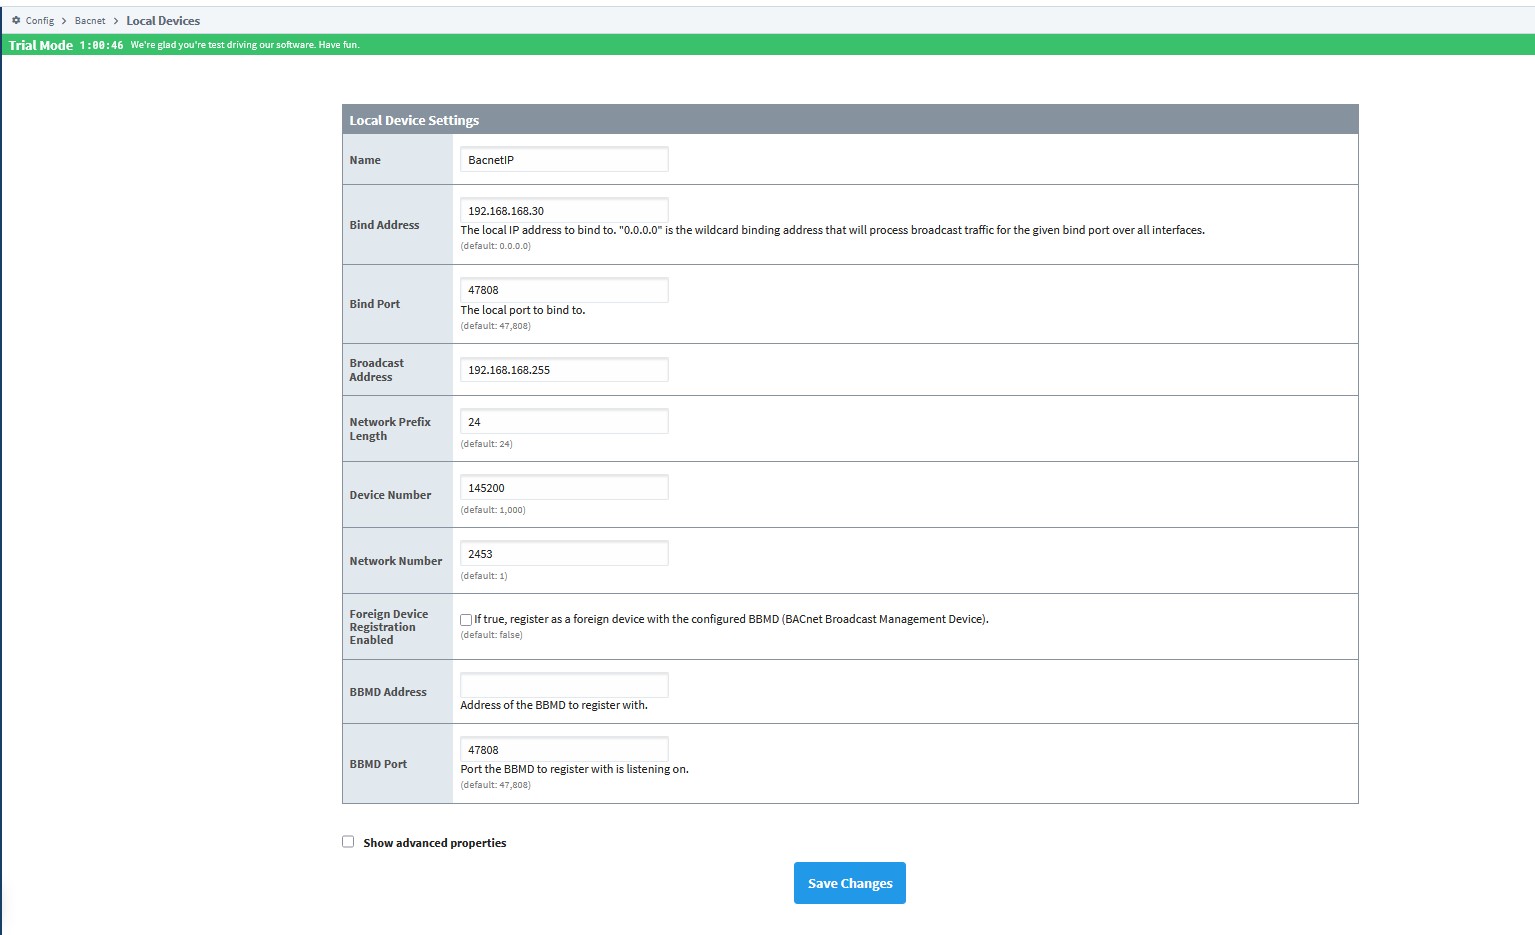 Config > Bacnet > Local Devices
Trial Mode 1:00:46 We're glad you're test driving our software. Have fun.
Local Device Settings
Name
BacnetIP
Bind Address
192.168.168.30
The local IP address to bind to. "0.0.0.0" is the wildcard binding address that will process broadcast traffic for the given bind port over all interfaces.
(default: 0.0.0.0)
Bind Port
47808
The local port to bind to.
(default: 47,808)
Broadcast
Address
192.168.168.255
Network Prefix
Length
24
(default: 24)
Device Number
145200
(default: 1,000)
Network Number
2453
(default: 1)
Foreign Device
Registration
Enabled
If true, register as a foreign device with the configured BBMD (BACnet Broadcast Management Device).
(default: false)
BBMD Address
Address of the BBMD to register with.
BBMD Port
47808
Port the BBMD to register with is listening on.
(default: 47,808)
Show advanced properties
Save Changes